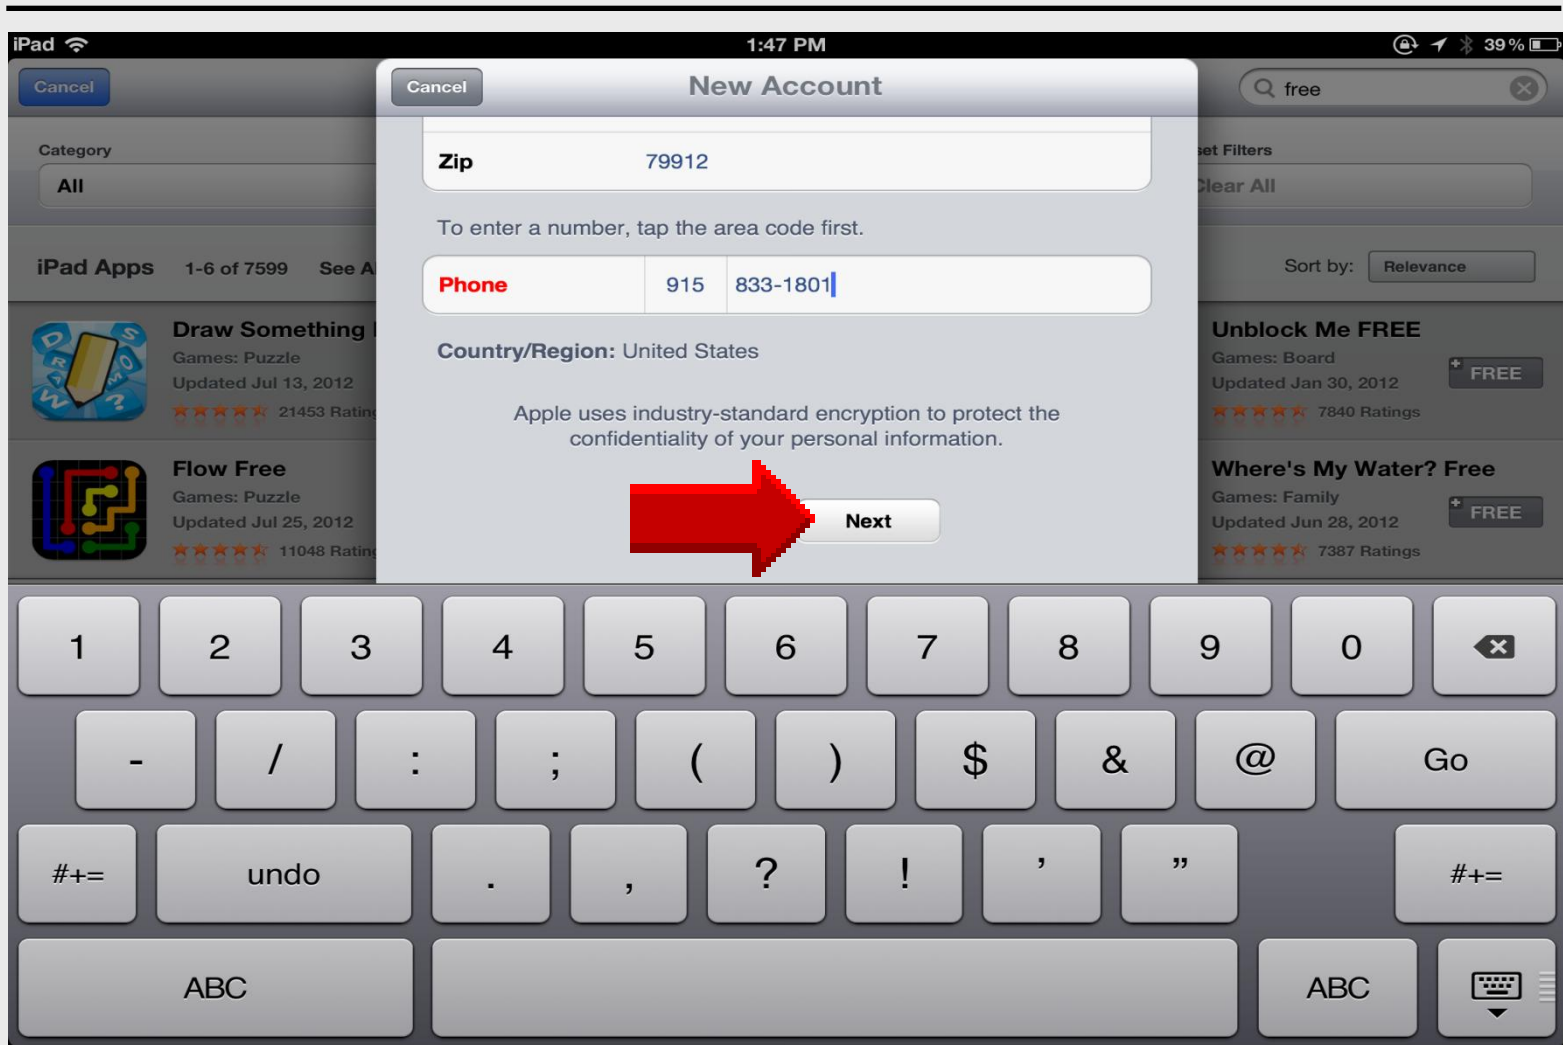 iPad 1:47 PM 39%
Cancel Cancel New Account free
Category
All
set Filters
Clear All
Zip 79912
To enter a number, tap the area code first.
iPad Apps 1-6 of 7599 See Al
Sort by: Relevance
Phone 915 833-1801
Country/Region: United States
Apple uses industry-standard encryption to protect the
confidentiality of your personal information.
Next
Draw Something
Games: Puzzle
Updated Jul 13, 2012
21453 Rating
Unblock Me FREE
Games: Board
Updated Jan 30, 2012
7840 Ratings
FREE
Flow Free
Games: Puzzle
Updated Jul 25, 2012
11048 Rating
Where's My Water? Free
Games: Family
Updated Jun 28, 2012
7387 Ratings
FREE
1 2 3 4 5 6 7 8 9 0
- / : ; ( ) $ & @ Go
#+= undo . , ? ! ' " #+=
ABC ABC